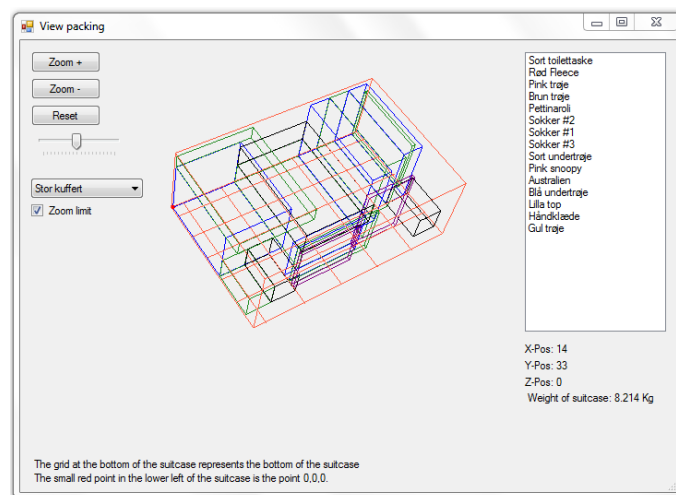 View packing
Zoom +
Zoom -
Reset
Stor kuffert
Zoom limit
Sort toilettaske
Rød Fleece
Pink trøje
Brun trøje
Pettinaroli
Sokker #2
Sokker #1
Sokker #3
Sort undertrøje
Pink snoopy
Australien
Blå undertrøje
Lilla top
Håndklæde
Gul trøje
X-Pos: 14
Y-Pos: 33
Z-Pos: 0
Weight of suitcase: 8.214 Kg
The grid at the bottom of the suitcase represents the bottom of the suitcase
The small red point in the lower left of the suitcase is the point 0,0,0.